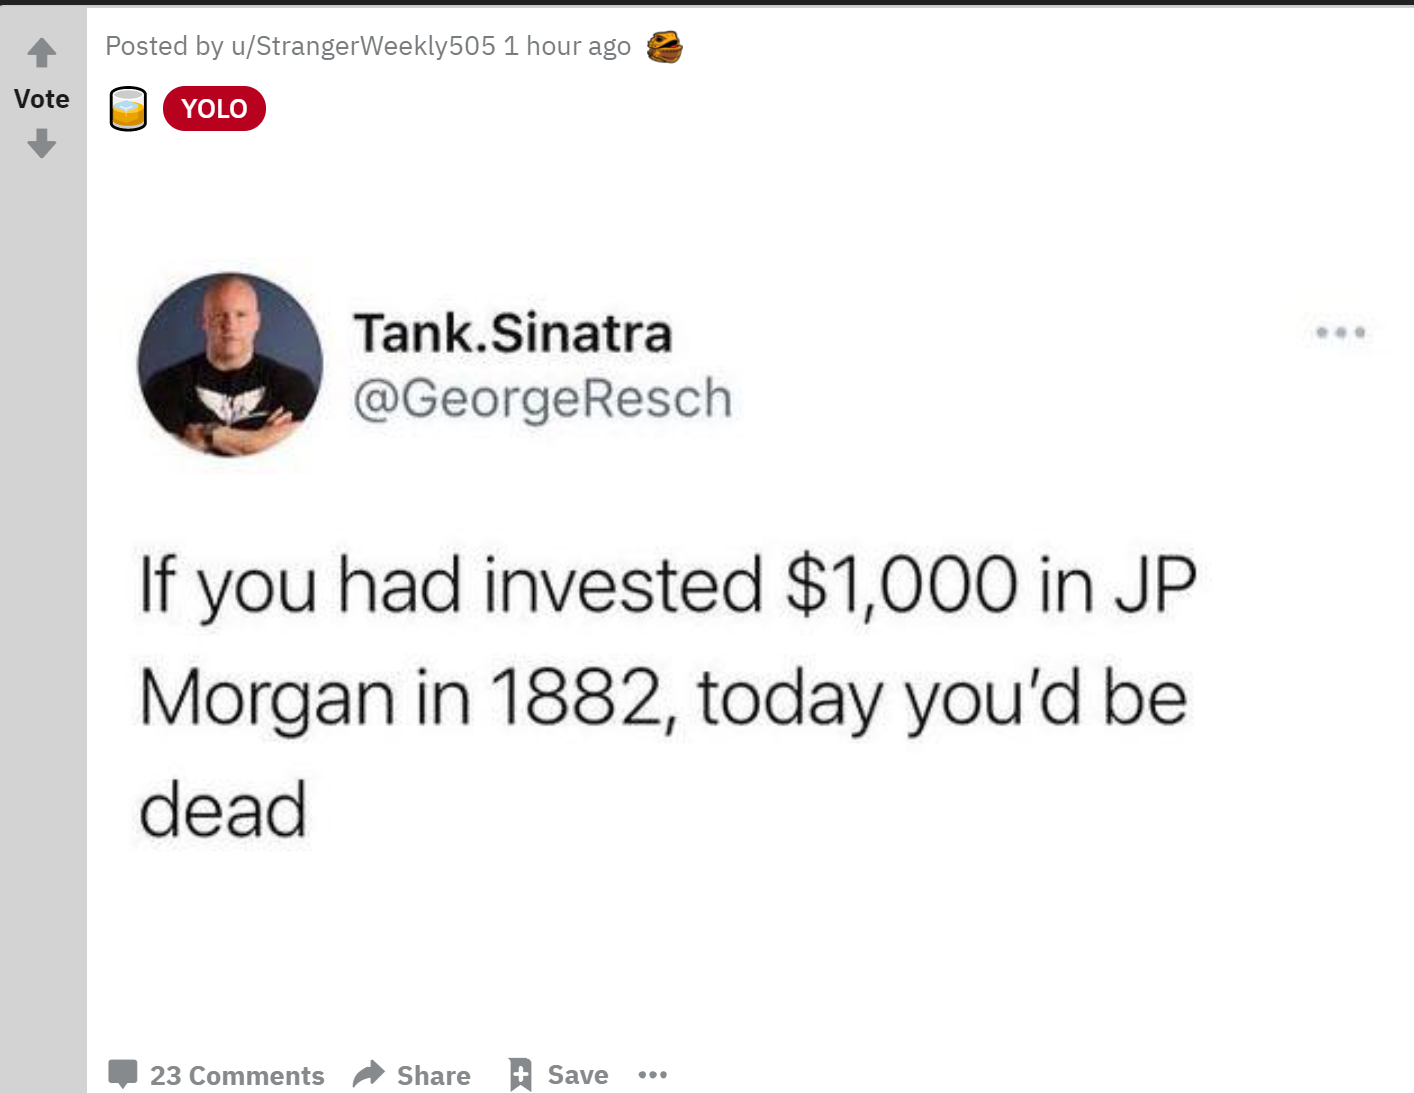 Posted by u/StrangerWeekly505 1 hour ago
Vote
YOLO
Tank.Sinatra
@GeorgeResch
If you had invested $1,000 in JP
Morgan in 1882, today you’d be
dead
23 Comments Share Save